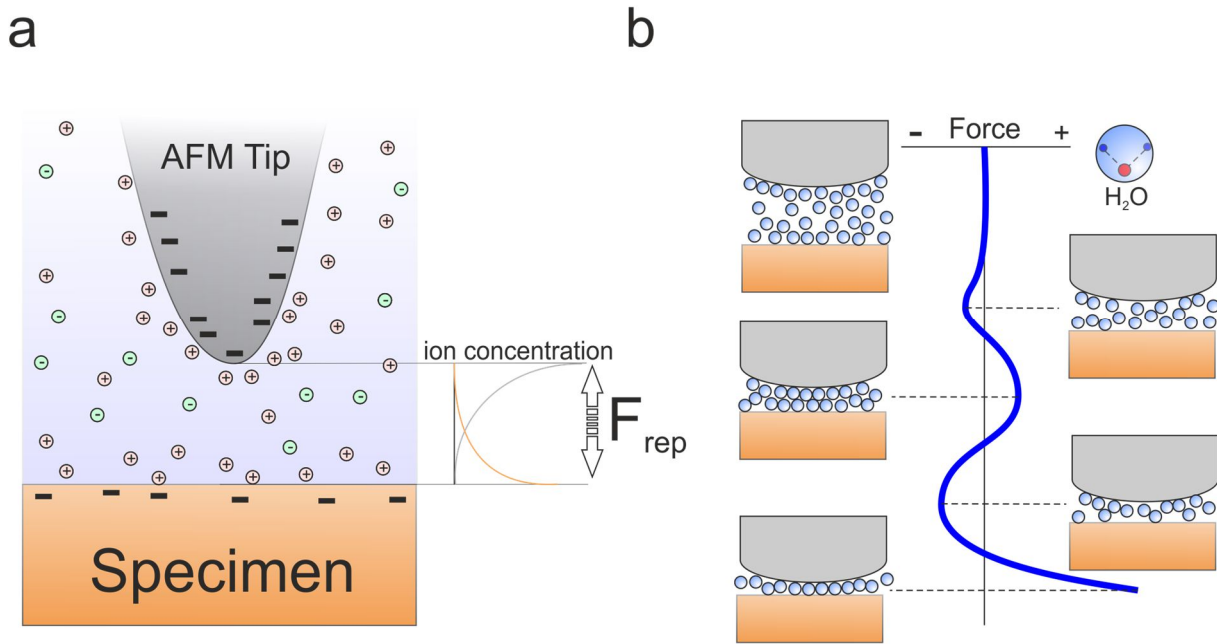 a
AFM Tip
ion concentration
F rep
Specimen
b
- Force +
H₂O